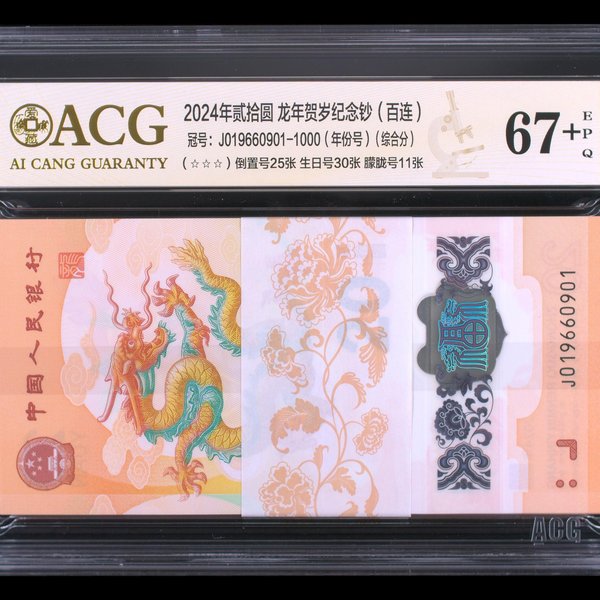 ACG
AI CANG GUARANTY
2024年贰拾圆 龙年贺岁纪念钞（百连）
冠号：J019660901-1000（年份号）（综合分）
（☆☆☆）倒置号25张 生日号30张 朦胧号11张
67+
EPQ
中国人民银行
J019660901
ACG